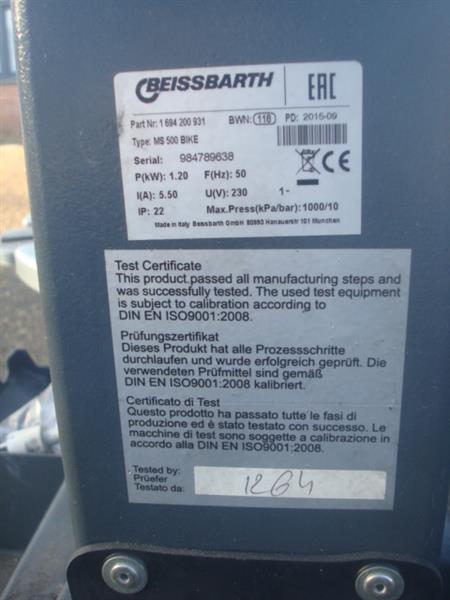 BEISSBARTH
EAC
Part Nr: 1 694 200 931 BWN: 118 PD: 2015-09
Type: MS 500 BIKE
Serial: 984789638
P(kW): 1.20 F(Hz): 50
I(A): 5.50 U(V): 230 1~
IP: 22 Max.Press(kPa/bar): 1000/10
Made in Italy Beissbarth GmbH 80993 Hanauerstr 101 Munchen
CE
Test Certificate
This product passed all manufacturing steps and
was successfully tested. The used test equipment
is subject to calibration according to
DIN EN ISO9001:2008.
Prüfungszertifikat
Dieses Produkt hat alle Prozessschritte
durchlaufen und wurde erfolgreich geprüft. Die
verwendeten Prüfmittel sind gemäß
DIN EN ISO9001:2008 kalibriert.
Certificato di Test
Questo prodotto ha passato tutte le fasi di
produzione ed è stato testato con successo. Le
macchine di test sono soggette a calibrazione in
accordo alla DIN EN ISO9001:2008.
Tested by:
Prüefer
Testato da:
1264